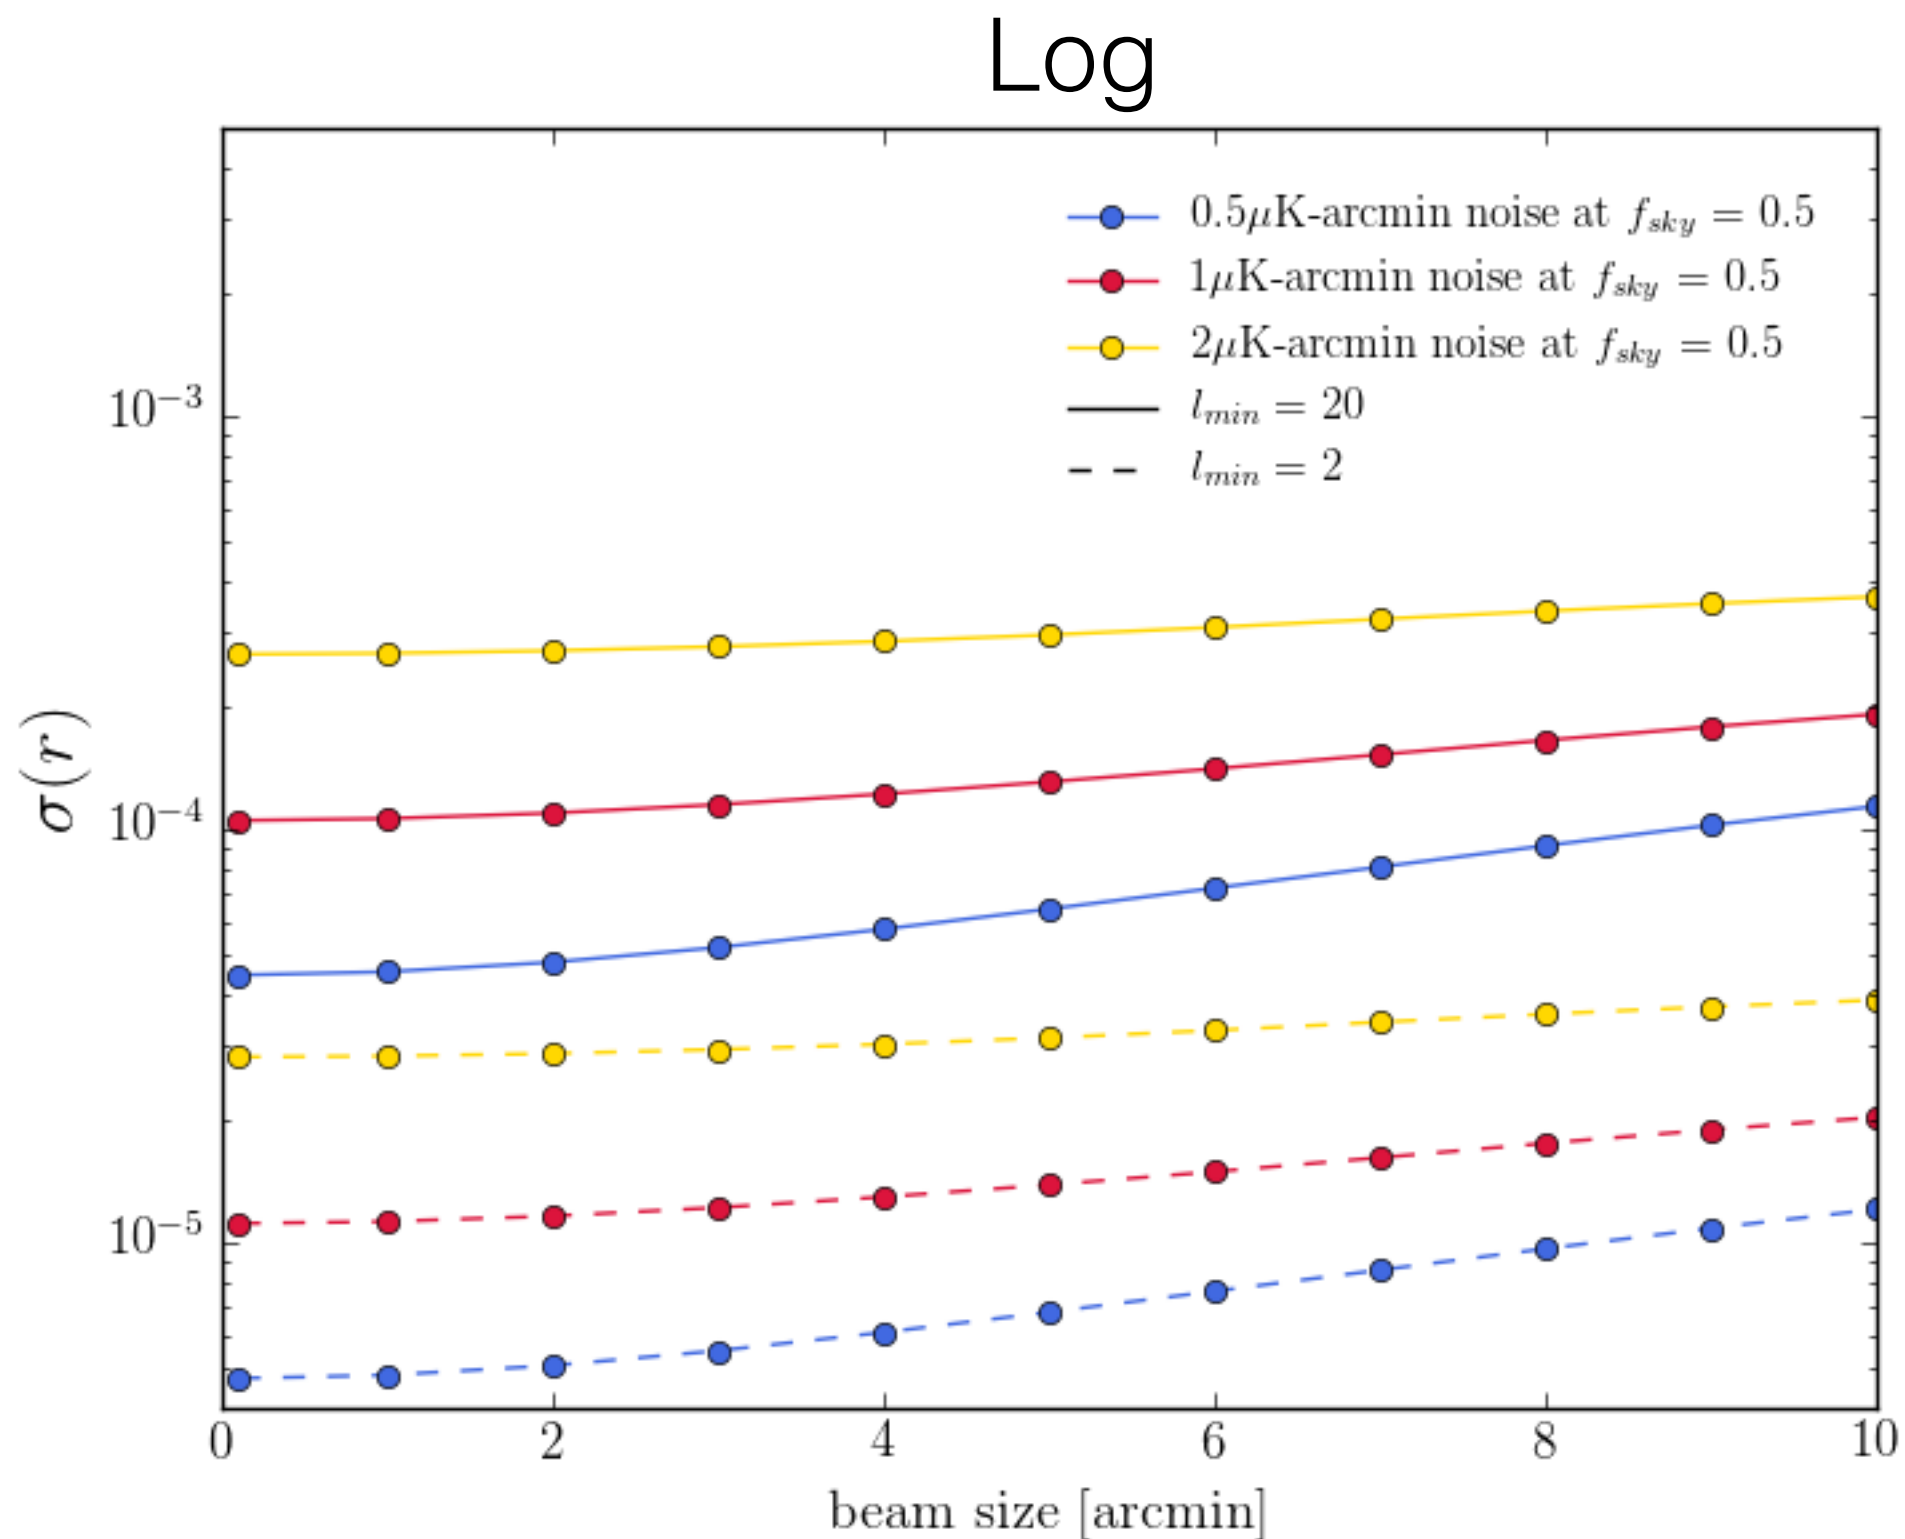 Log
0.5μK-arcmin noise at f_sky = 0.5
1μK-arcmin noise at f_sky = 0.5
2μK-arcmin noise at f_sky = 0.5
l_min = 20
l_min = 2
10⁻³
10⁻⁴
10⁻⁵
σ(r)
0 2 4 6 8 10
beam size [arcmin]